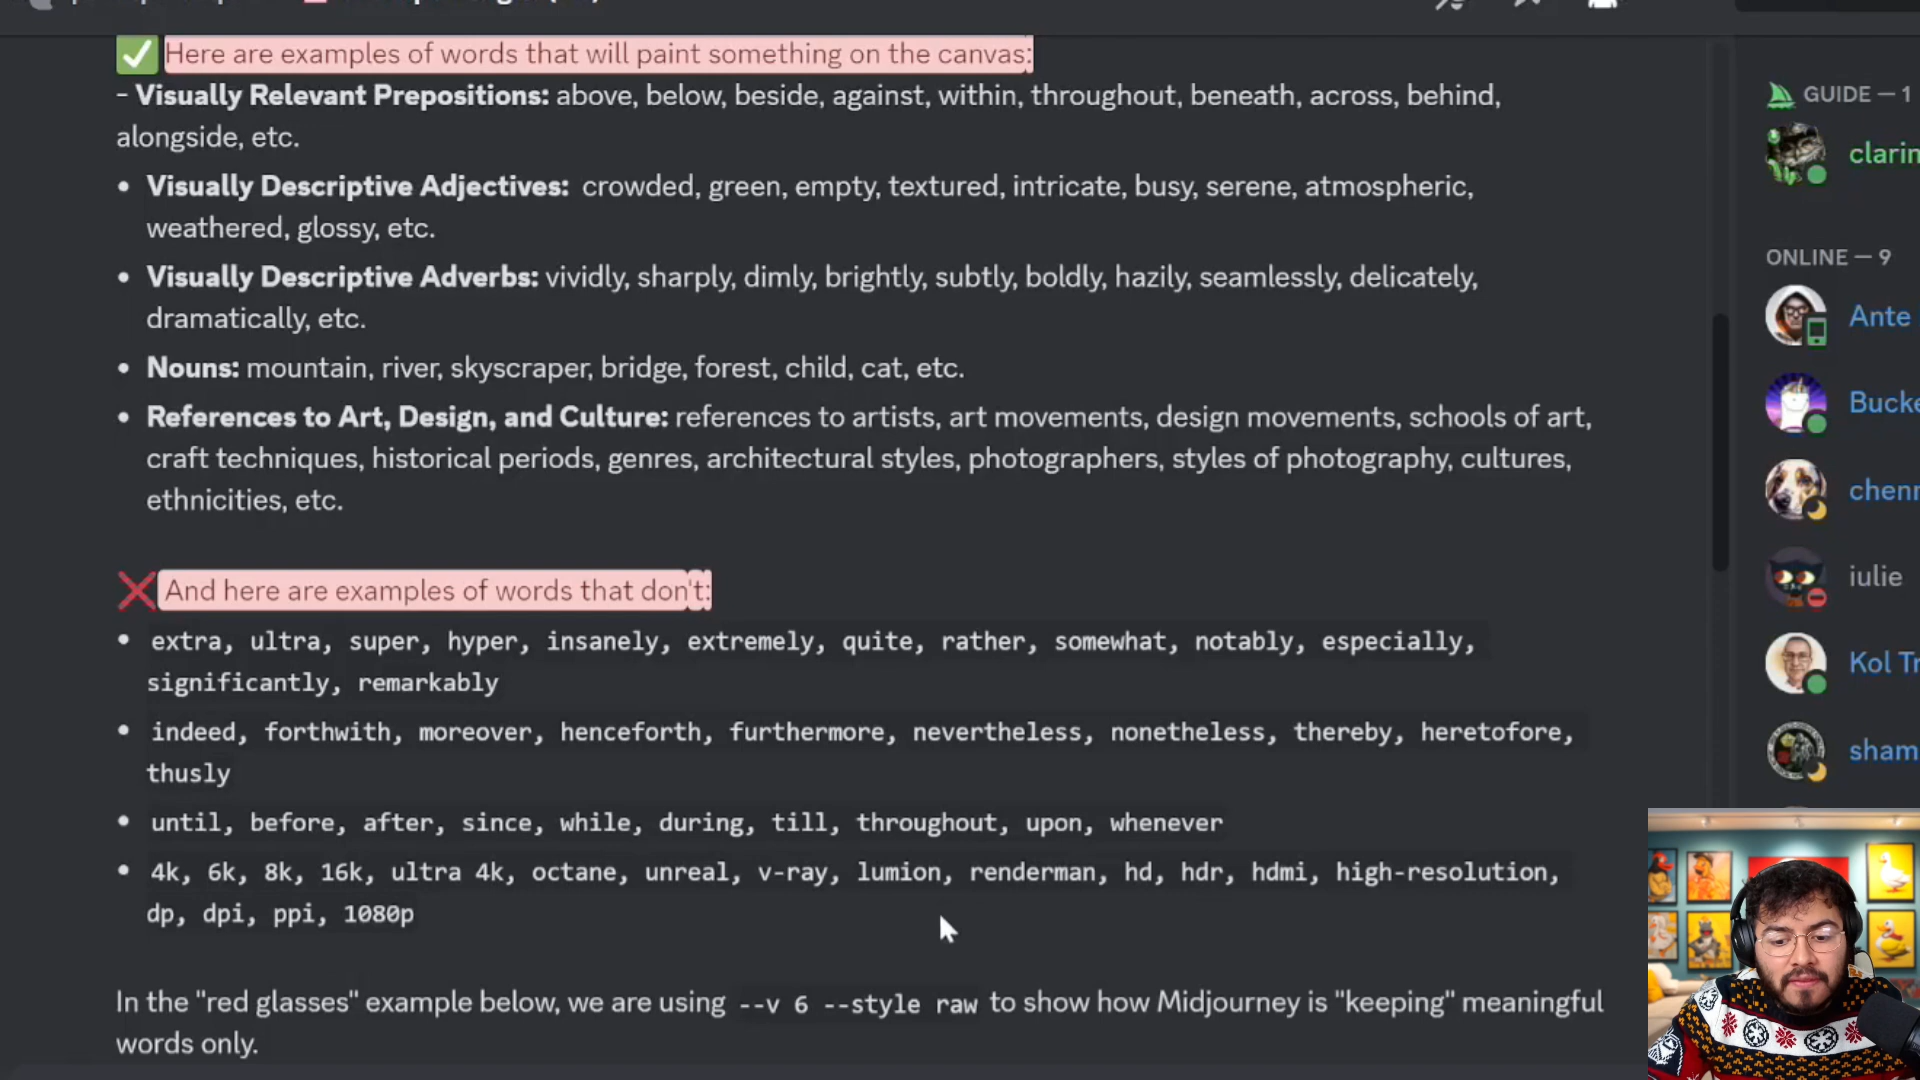 Here are examples of words that will paint something on the canvas:
- Visually Relevant Prepositions: above, below, beside, against, within, throughout, beneath, across, behind,
alongside, etc.
• Visually Descriptive Adjectives: crowded, green, empty, textured, intricate, busy, serene, atmospheric,
weathered, glossy, etc.
• Visually Descriptive Adverbs: vividly, sharply, dimly, brightly, subtly, boldly, hazily, seamlessly, delicately,
dramatically, etc.
• Nouns: mountain, river, skyscraper, bridge, forest, child, cat, etc.
• References to Art, Design, and Culture: references to artists, art movements, design movements, schools of art,
craft techniques, historical periods, genres, architectural styles, photographers, styles of photography, cultures,
ethnicities, etc.
And here are examples of words that don't:
• extra, ultra, super, hyper, insanely, extremely, quite, rather, somewhat, notably, especially,
significantly, remarkably
• indeed, forthwith, moreover, henceforth, furthermore, nevertheless, nonetheless, thereby, heretofore,
thusly
• until, before, after, since, while, during, till, throughout, upon, whenever
• 4k, 6k, 8k, 16k, ultra 4k, octane, unreal, v-ray, lumion, renderman, hd, hdr, hdmi, high-resolution,
dp, dpi, ppi, 1080p
In the "red glasses" example below, we are using --v 6 --style raw to show how Midjourney is "keeping" meaningful
words only.
GUIDE — 1
clarin
ONLINE — 9
Ante
Bucke
chenr
iulie
Kol Tr
sham